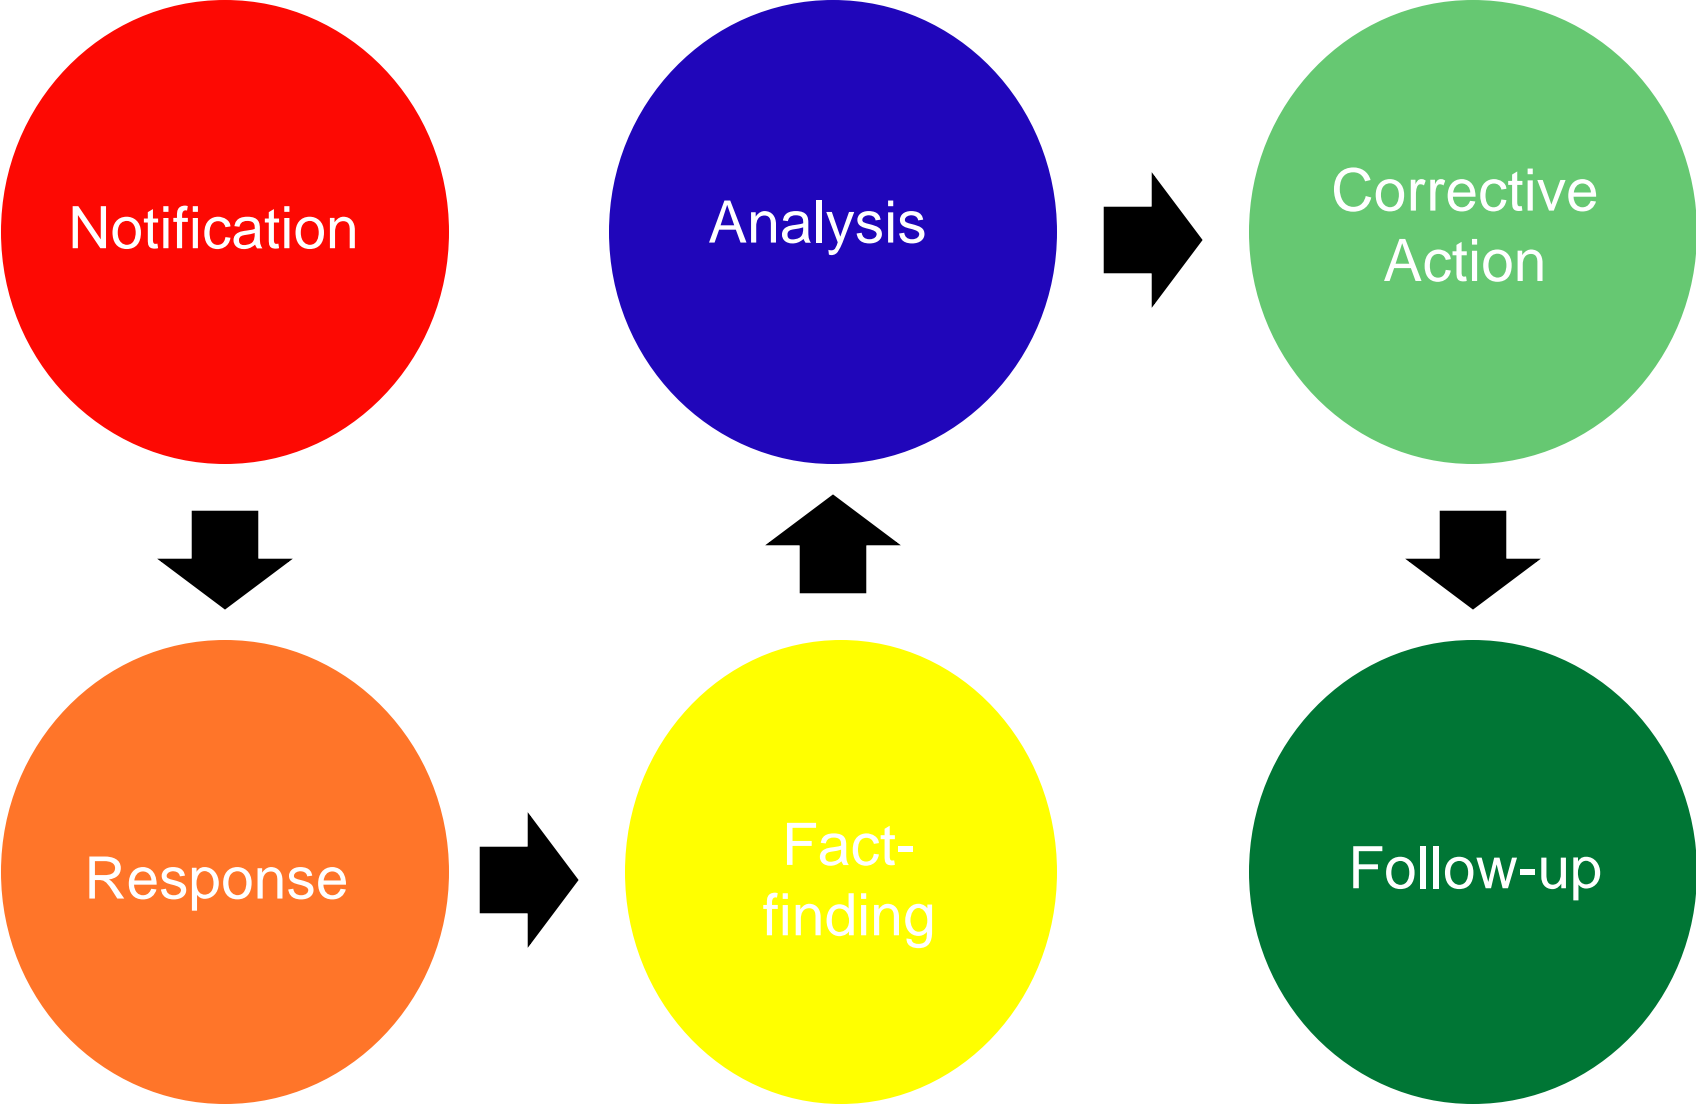 Notification
Response
Fact-
finding
Analysis
Corrective
Action
Follow-up